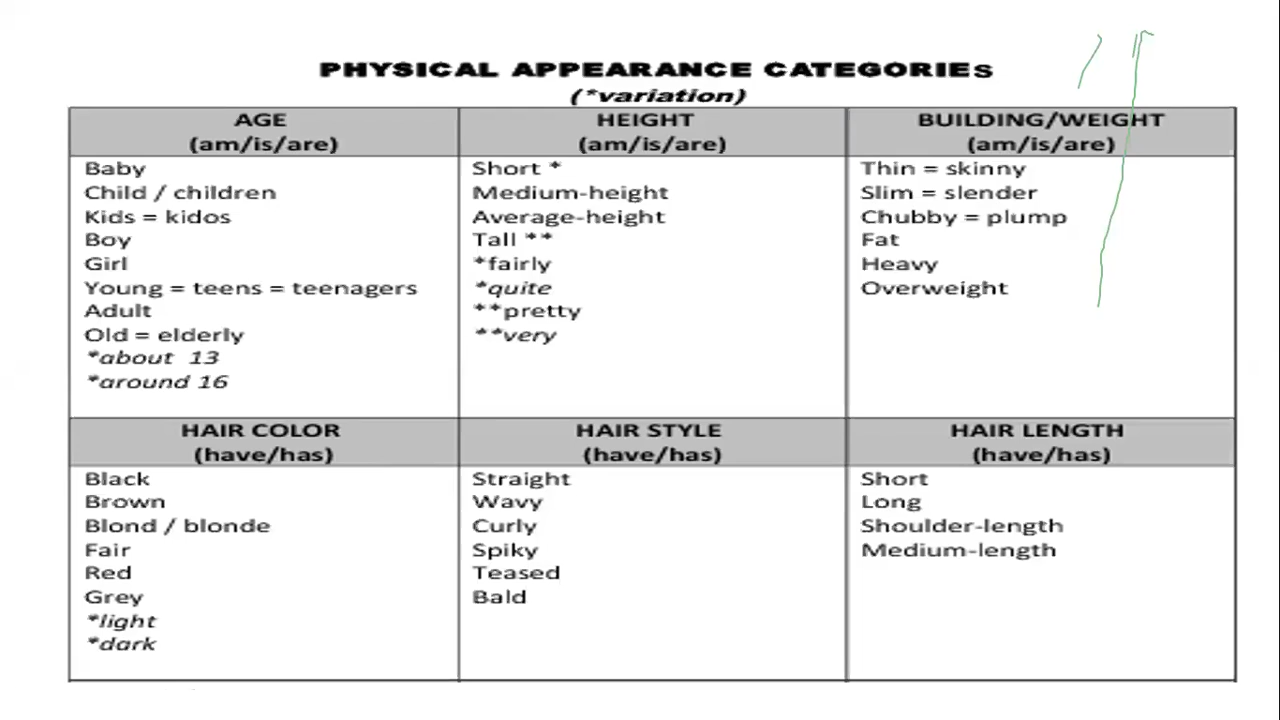 PHYSICAL APPEARANCE CATEGORIEs
(*variation)
AGE
(am/is/are)
Baby
Child / children
Kids = kidos
Boy
Girl
Young = teens = teenagers
Adult
Old = elderly
*about 13
*around 16
HEIGHT
(am/is/are)
Short *
Medium-height
Average-height
Tall **
*fairly
*quite
**pretty
**very
BUILDING/WEIGHT
(am/is/are)
Thin = skinny
Slim = slender
Chubby = plump
Fat
Heavy
Overweight
HAIR COLOR
(have/has)
Black
Brown
Blond / blonde
Fair
Red
Grey
*light
*dark
HAIR STYLE
(have/has)
Straight
Wavy
Curly
Spiky
Teased
Bald
HAIR LENGTH
(have/has)
Short
Long
Shoulder-length
Medium-length